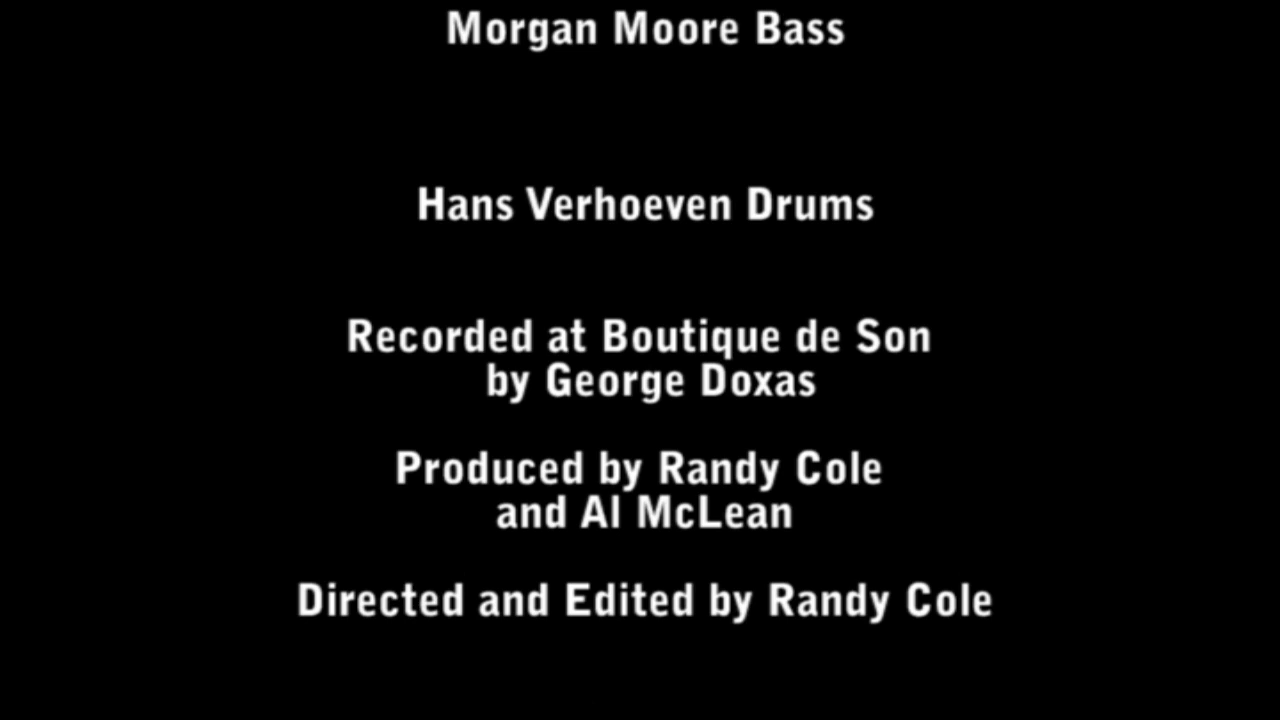 Morgan Moore Bass
Hans Verhoeven Drums
Recorded at Boutique de Son
by George Doxas
Produced by Randy Cole
and Al McLean
Directed and Edited by Randy Cole